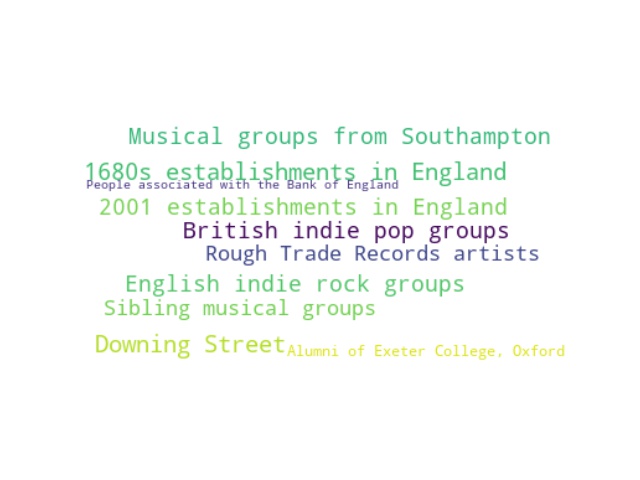 Musical groups from Southampton
1680s establishments in England
People associated with the Bank of England
2001 establishments in England
British indie pop groups
Rough Trade Records artists
English indie rock groups
Sibling musical groups
Downing Street
Alumni of Exeter College, Oxford